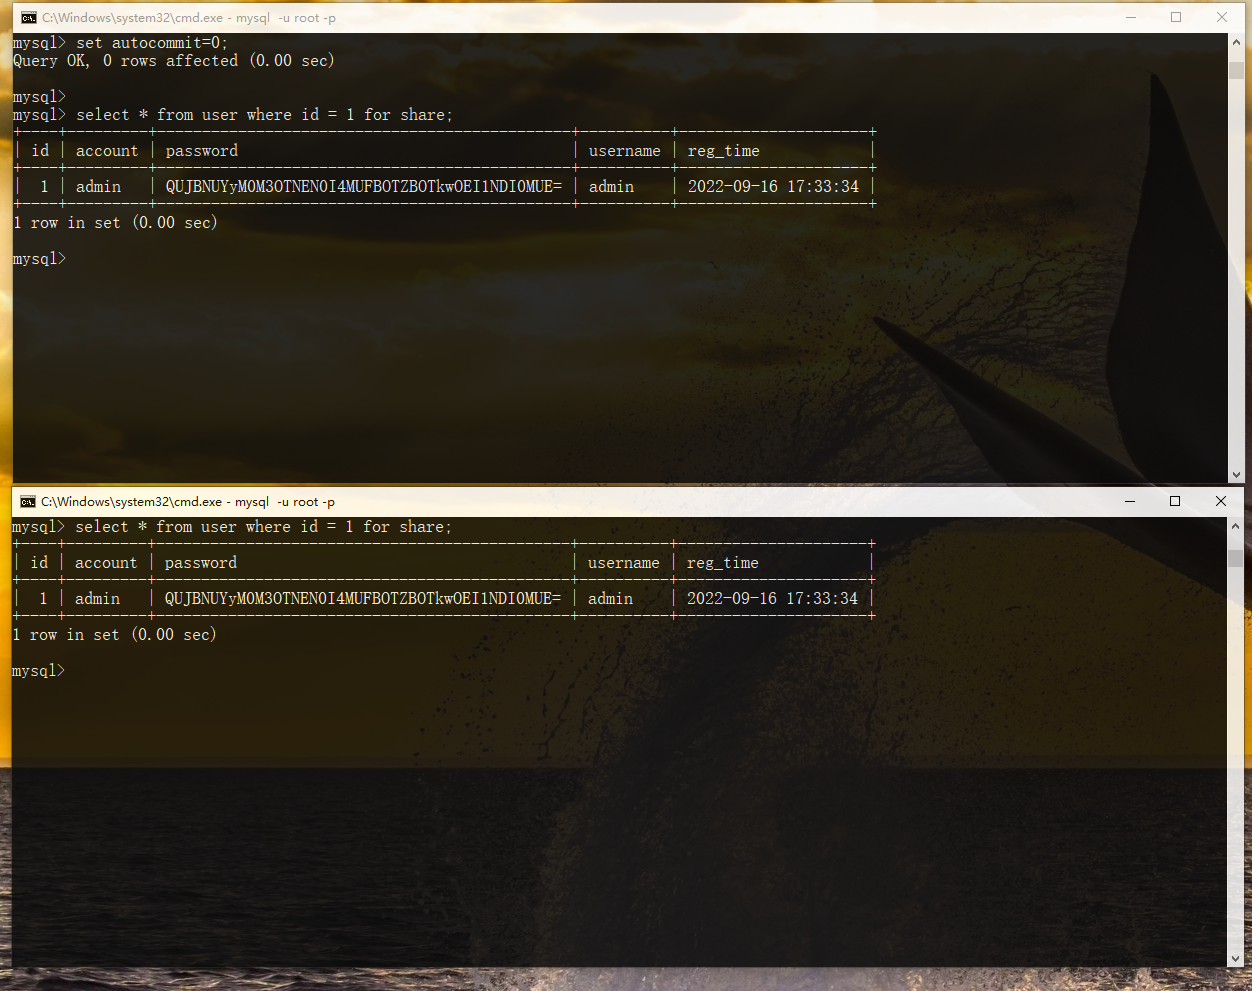 C:\Windows\system32\cmd.exe - mysql  -u root -p
mysql> set autocommit=0;
Query OK, 0 rows affected (0.00 sec)
mysql>
mysql> select * from user where id = 1 for share;
+----+---------+----------------------------------------------+----------+---------------------+
| id | account | password                                     | username | reg_time            |
+----+---------+----------------------------------------------+----------+---------------------+
|  1 | admin   | QUJBNUYyM0M3OTNEN0I4MUFBOTZBOTkwOEI1NDI0MUE= | admin    | 2022-09-16 17:33:34 |
+----+---------+----------------------------------------------+----------+---------------------+
1 row in set (0.00 sec)
mysql>
C:\Windows\system32\cmd.exe - mysql  -u root -p
mysql> select * from user where id = 1 for share;
+----+---------+----------------------------------------------+----------+---------------------+
| id | account | password                                     | username | reg_time            |
+----+---------+----------------------------------------------+----------+---------------------+
|  1 | admin   | QUJBNUYyM0M3OTNEN0I4MUFBOTZBOTkwOEI1NDI0MUE= | admin    | 2022-09-16 17:33:34 |
+----+---------+----------------------------------------------+----------+---------------------+
1 row in set (0.00 sec)
mysql>